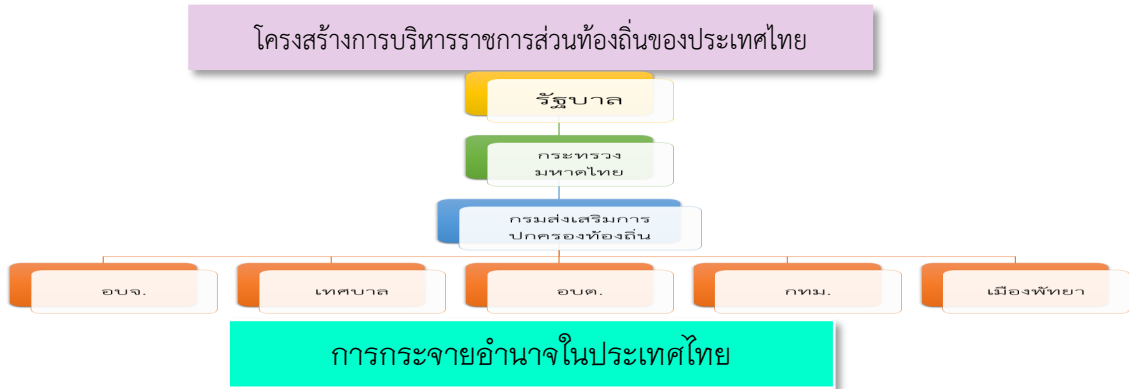 โครงสร้างการบริหารราชการส่วนท้องถิ่นของประเทศไทย
รัฐบาล
กระทรวง
มหาดไทย
กรมส่งเสริมการ
ปกครองท้องถิ่น
อบจ.
เทศบาล
อบต.
กทม.
เมืองพัทยา
การกระจายอำนาจในประเทศไทย